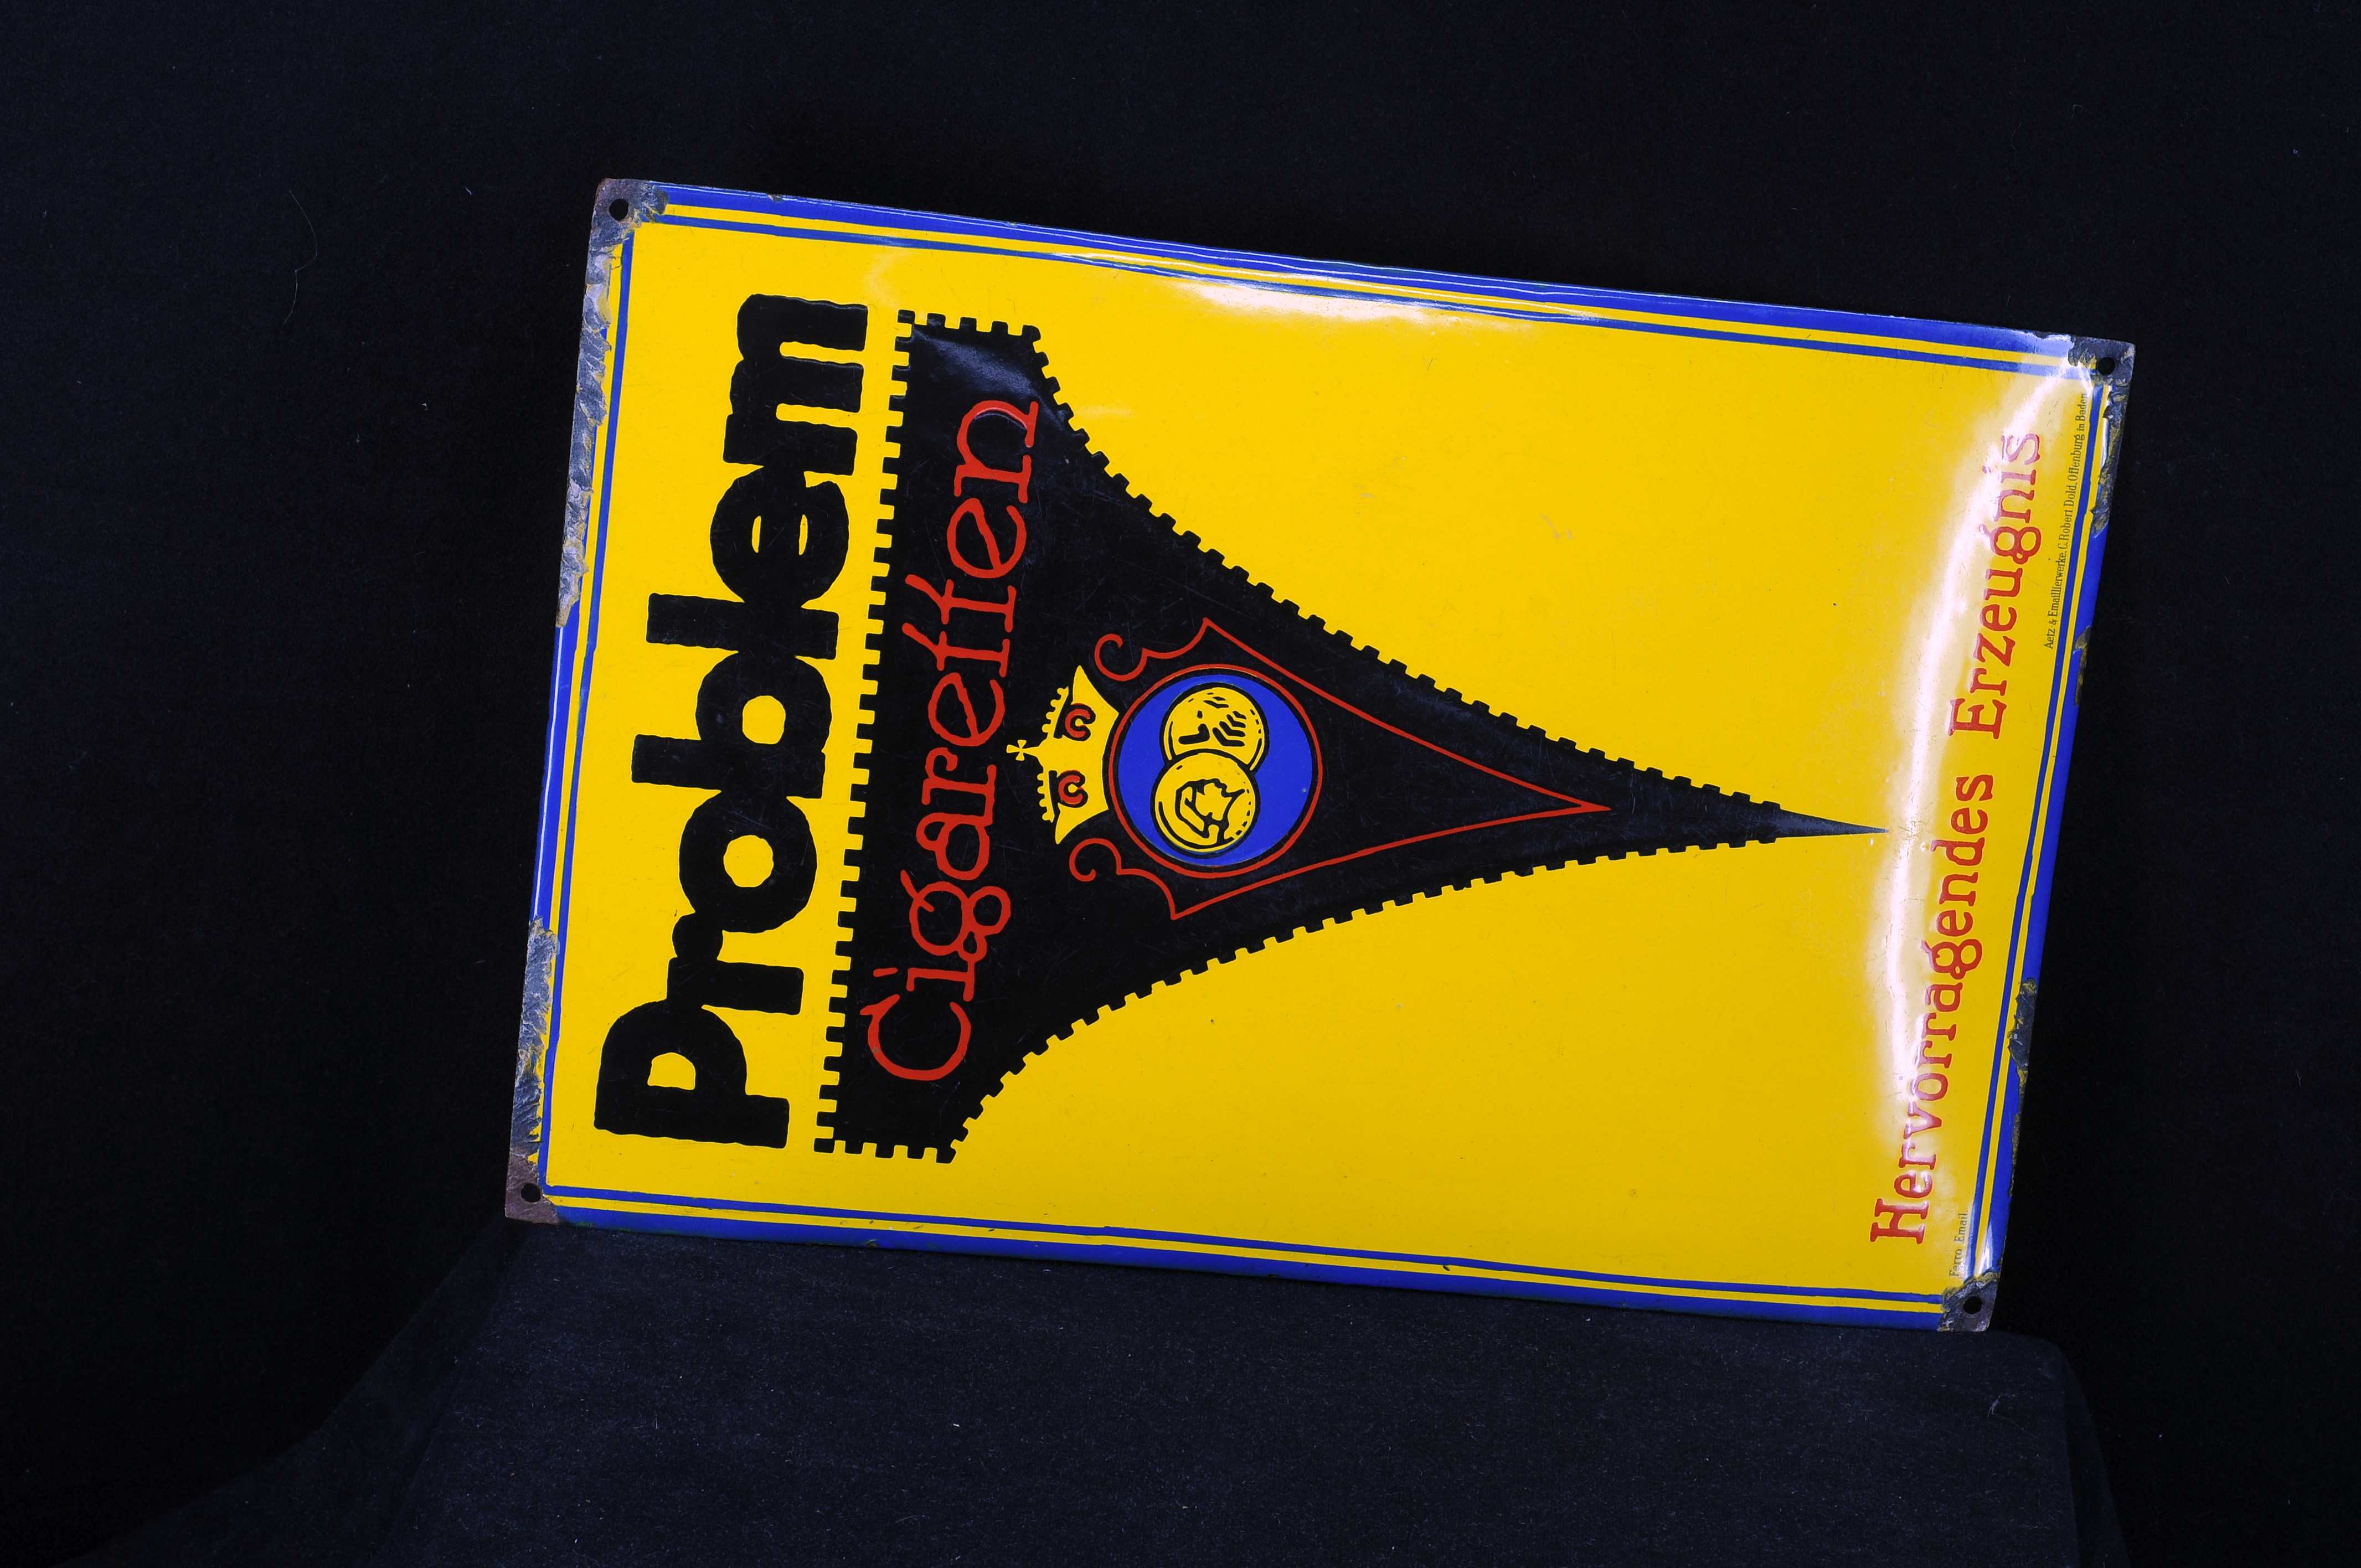 Problem
Cigaretten
C C
Hervorragendes Erzeugnis
Ferro Email
Aetz & Emaillierwerke C. Robert Dold, Offenburg in Baden